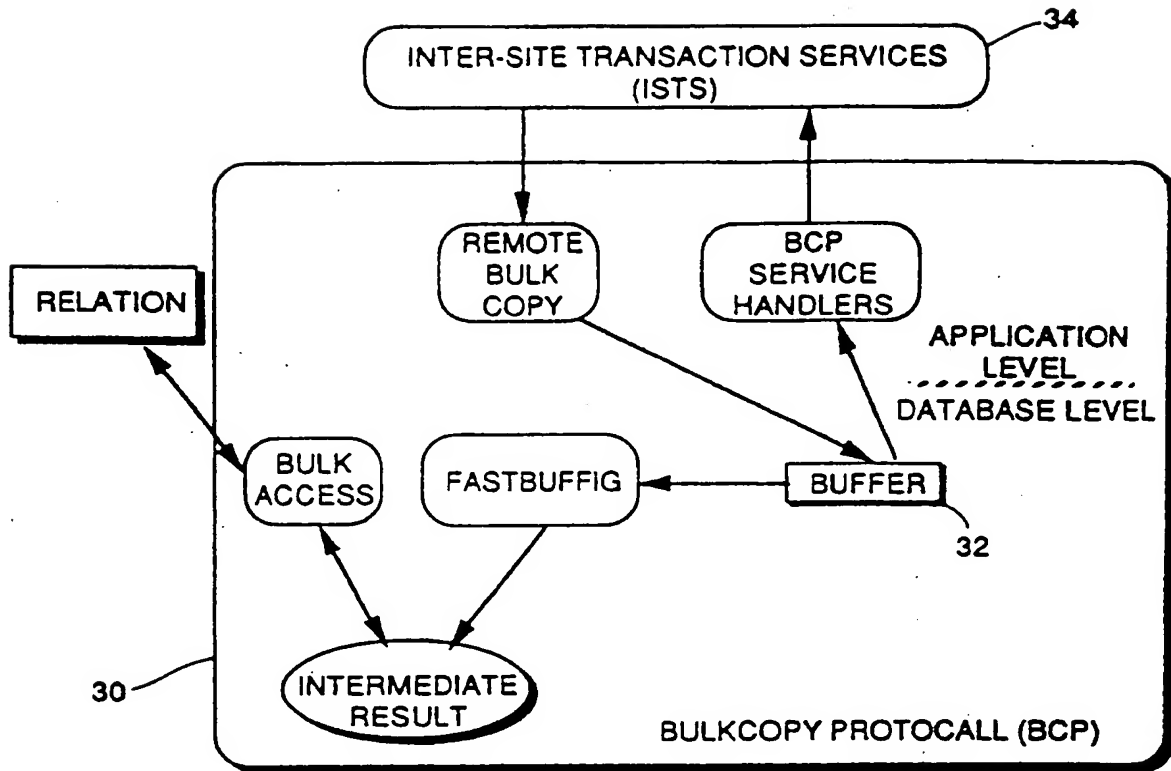 34
INTER-SITE TRANSACTION SERVICES
(ISTS)
REMOTE
BULK
COPY
BCP
SERVICE
HANDLERS
RELATION
APPLICATION
LEVEL
DATABASE LEVEL
BULK
ACCESS
FASTBUFFIG
BUFFER
32
30
INTERMEDIATE
RESULT
BULKCOPY PROTOCALL (BCP)